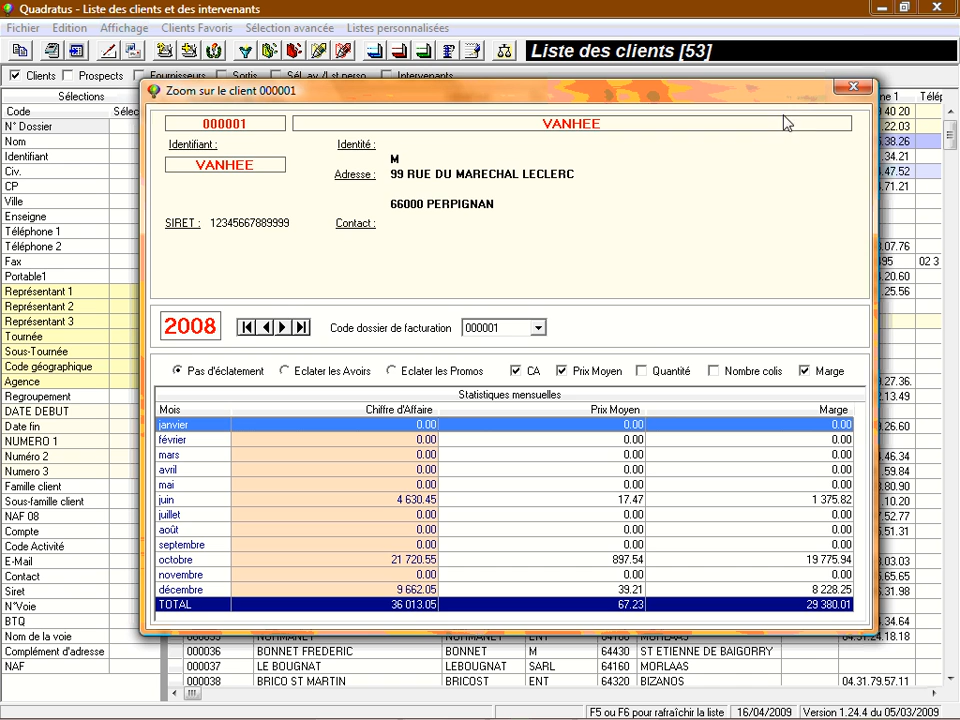 Quadratus - Liste des clients et des intervenants
Fichier Edition Affichage Clients Favoris Sélection avancée Listes personnalisées
Liste des clients [53]
Clients Prospects Fournisseurs Sortis Sél. av./Lst perso Intervenants
Zoom sur le client 000001
Sélections
Code
N° Dossier
Nom
Identifiant
Civ.
CP
Ville
Enseigne
Téléphone 1
Téléphone 2
Fax
Portable1
Représentant 1
Représentant 2
Représentant 3
Tournée
Sous-Tournée
Code géographique
Agence
Regroupement
DATE DEBUT
Date fin
NUMERO 1
Numéro 2
Numero 3
Famille client
Sous-famille client
NAF 08
Compte
Code Activité
E-Mail
Contact
Siret
N°Voie
BTQ
Nom de la voie
Complément d'adresse
NAF
000001 VANHEE
Identifiant : Identité :
VANHEE M
Adresse : 99 RUE DU MARECHAL LECLERC
66000 PERPIGNAN
SIRET : 12345667889999 Contact :
2008 Code dossier de facturation 000001
Pas d'éclatement Eclater les Avoirs Eclater les Promos CA Prix Moyen Quantité Nombre colis Marge
Statistiques mensuelles
Mois Chiffre d'Affaire Prix Moyen Marge
janvier 0.00 0.00 0.00
février 0.00 0.00 0.00
mars 0.00 0.00 0.00
avril 0.00 0.00 0.00
mai 0.00 0.00 0.00
juin 4 630.45 17.47 1 375.82
juillet 0.00 0.00 0.00
août 0.00 0.00 0.00
septembre 0.00 0.00 0.00
octobre 21 720.55 897.54 19 775.94
novembre 0.00 0.00 0.00
décembre 9 662.05 39.21 8 228.25
TOTAL 36 013.05 67.23 29 380.01
000036 BONNET FREDERIC BONNET M 64430 ST ETIENNE DE BAIGORRY
000037 LE BOUGNAT LEBOUGNAT SARL 64160 MORLAAS
000038 BRICO ST MARTIN BRICOST ENT 64320 BIZANOS 04.31.79.57.11
F5 ou F6 pour rafraîchir la liste 16/04/2009 Version 1.24.4 du 05/03/2009